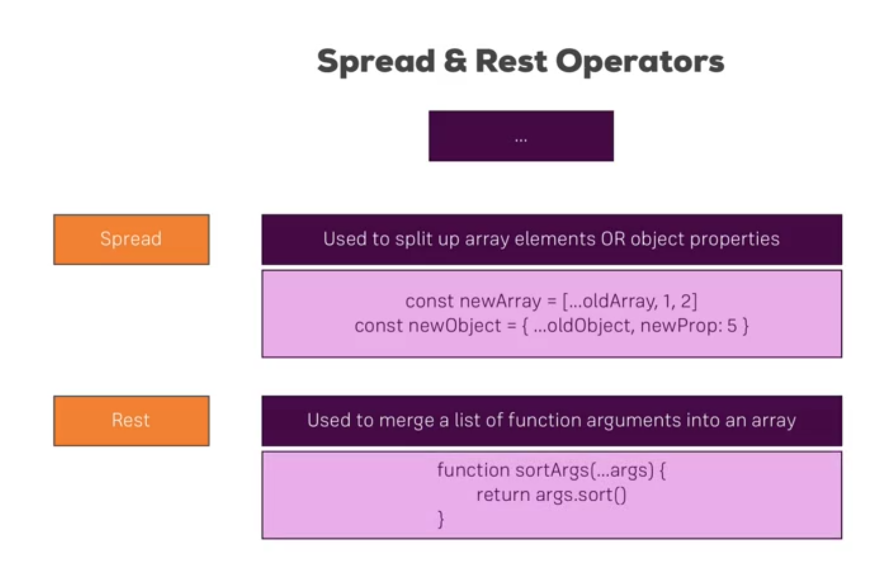 Spread & Rest Operators
...
Spread
Used to split up array elements OR object properties
const newArray = [...oldArray, 1, 2]
const newObject = { ...oldObject, newProp: 5 }
Rest
Used to merge a list of function arguments into an array
function sortArgs(...args) {
return args.sort()
}